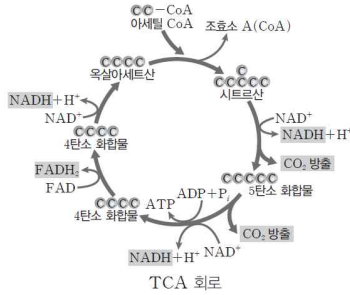 ⒸⒸ-CoA
아세틸 CoA
조효소 A(CoA)
ⒸⒸⒸⒸ
옥살아세트산
Ⓒ
ⒸⒸⒸⒸⒸ
시트르산
NADH+H⁺
NAD⁺
NAD⁺
NADH+H⁺
ⒸⒸⒸⒸ
4탄소 화합물
CO₂ 방출
FADH₂
FAD
ⒸⒸⒸⒸⒸ
5탄소 화합물
ⒸⒸⒸⒸ
4탄소 화합물
ATP
ADP+Pᵢ
CO₂ 방출
NADH+H⁺
NAD⁺
TCA 회로